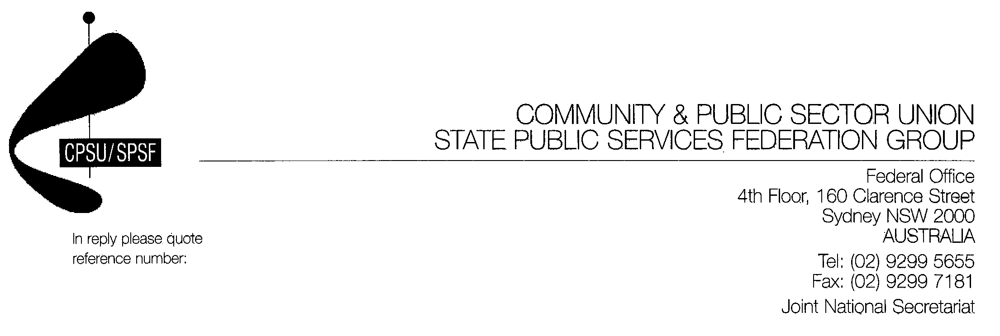 CPSU/SPSF
COMMUNITY & PUBLIC SECTOR UNION
STATE PUBLIC SERVICES FEDERATION GROUP
Federal Office
4th Floor, 160 Clarence Street
Sydney NSW 2000
AUSTRALIA
Tel: (02) 9299 5655
Fax: (02) 9299 7181
Joint National Secretariat
In reply please quote
reference number: